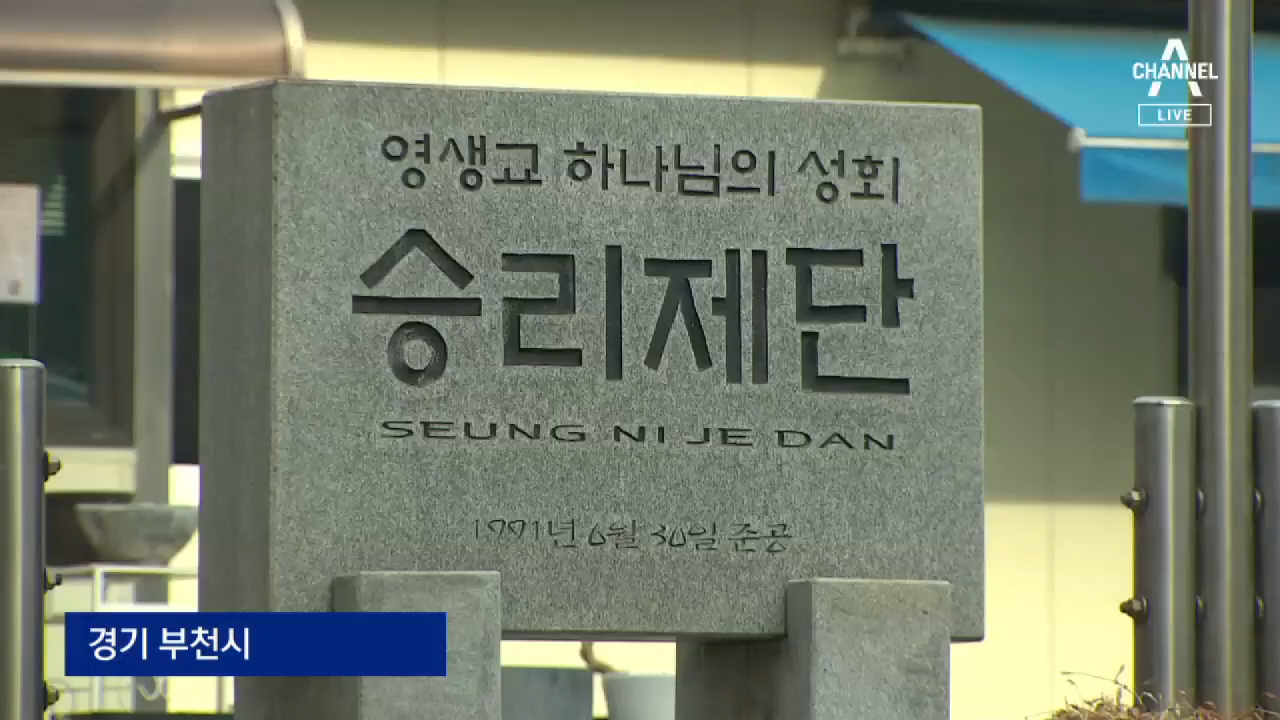 CHANNEL A
LIVE
영생교 하나님의 성회
승리제단
SEUNG NI JE DAN
1991년 6월 30일 준공
경기 부천시